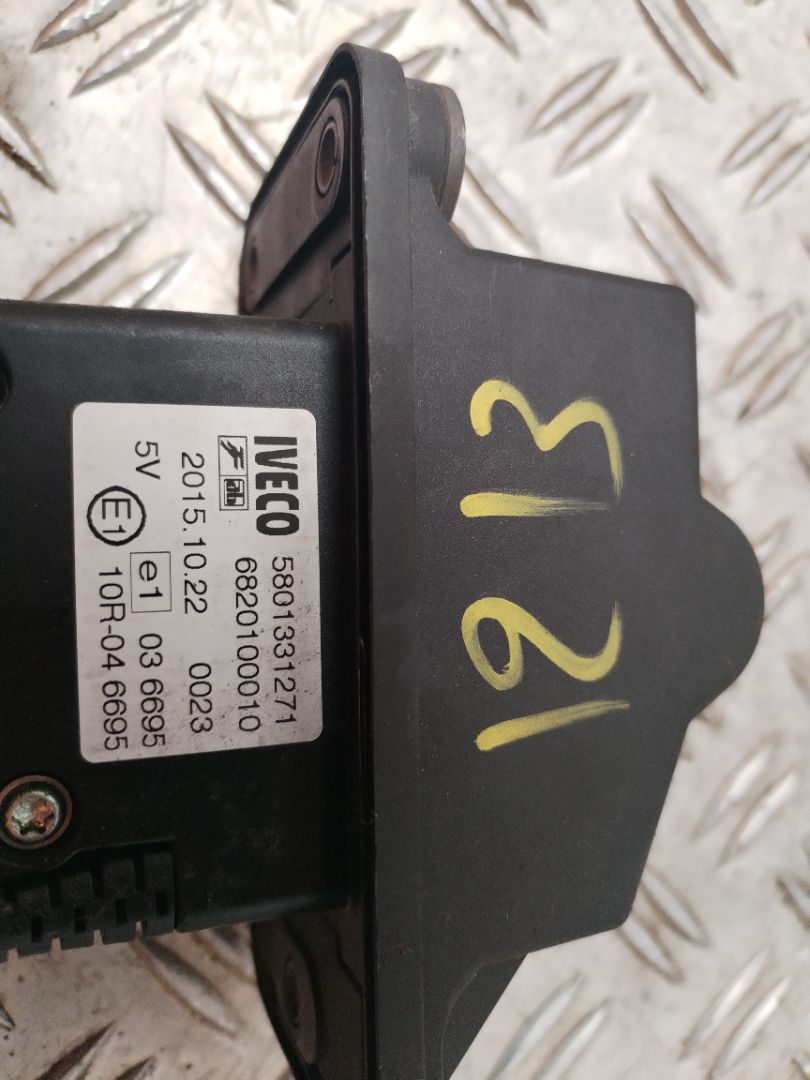 IVECO 5801331271
6820100010
2015.10.22 0023
5V e1 03 6695
E1 10R-04 6695
1213